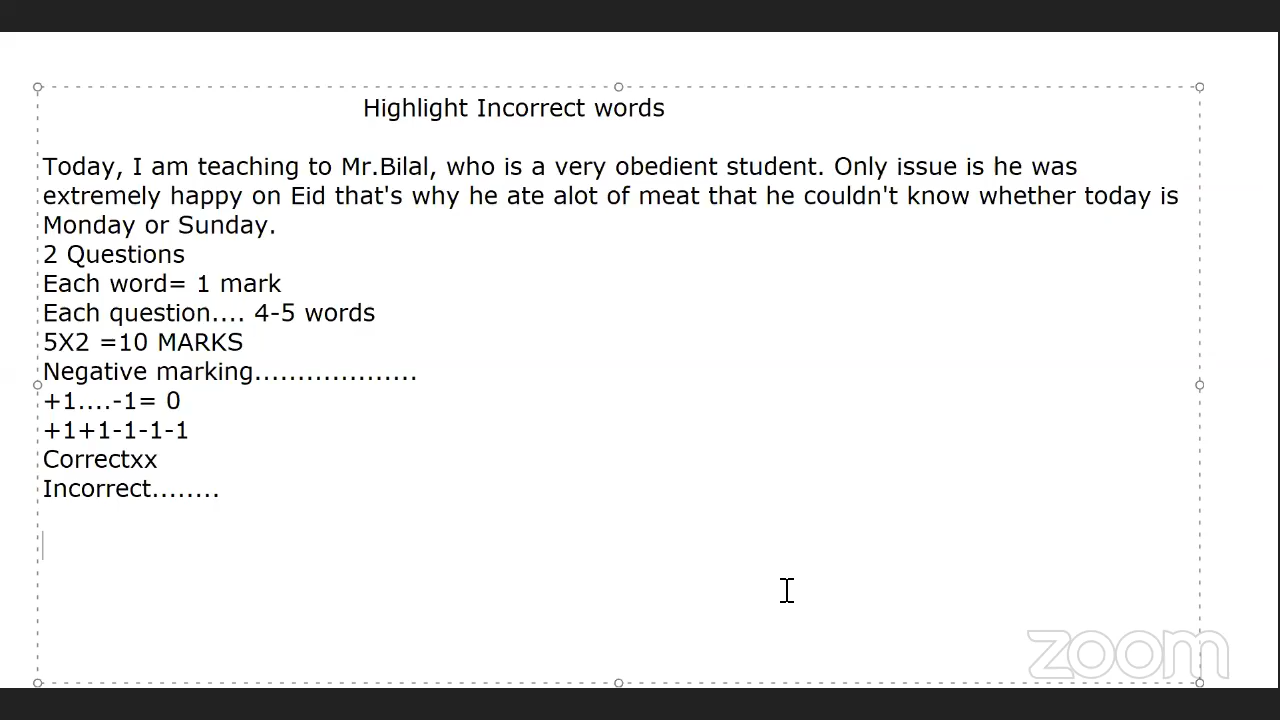 Highlight Incorrect words
Today, I am teaching to Mr.Bilal, who is a very obedient student. Only issue is he was
extremely happy on Eid that's why he ate alot of meat that he couldn't know whether today is
Monday or Sunday.
2 Questions
Each word= 1 mark
Each question.... 4-5 words
5X2 =10 MARKS
Negative marking...................
+1....-1= 0
+1+1-1-1-1
Correctxx
Incorrect........
zoom